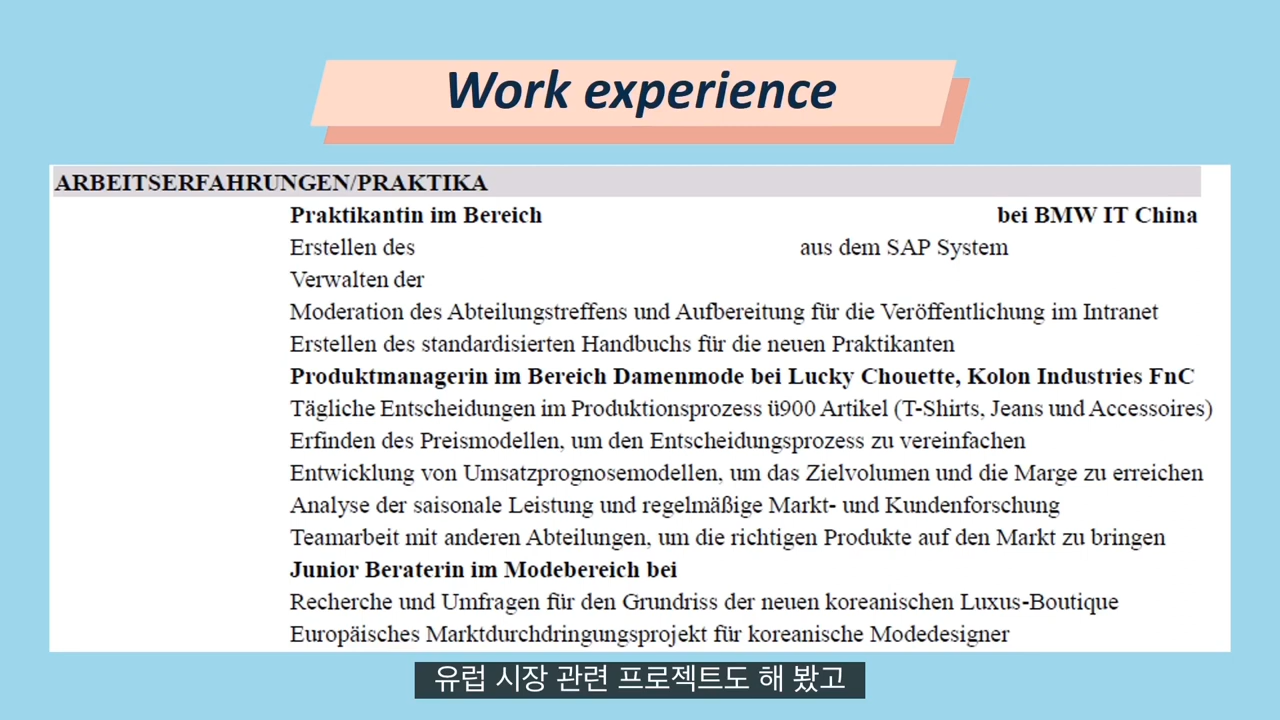 Work experience
ARBEITSERFAHRUNGEN/PRAKTIKA
Praktikantin im Bereich bei BMW IT China
Erstellen des aus dem SAP System
Verwalten der
Moderation des Abteilungstreffens und Aufbereitung für die Veröffentlichung im Intranet
Erstellen des standardisierten Handbuchs für die neuen Praktikanten
Produktmanagerin im Bereich Damenmode bei Lucky Chouette, Kolon Industries FnC
Tägliche Entscheidungen im Produktionsprozess ü900 Artikel (T-Shirts, Jeans und Accessoires)
Erfinden des Preismodellen, um den Entscheidungsprozess zu vereinfachen
Entwicklung von Umsatzprognosemodellen, um das Zielvolumen und die Marge zu erreichen
Analyse der saisonale Leistung und regelmäßige Markt- und Kundenforschung
Teamarbeit mit anderen Abteilungen, um die richtigen Produkte auf den Markt zu bringen
Junior Beraterin im Modebereich bei
Recherche und Umfragen für den Grundriss der neuen koreanischen Luxus-Boutique
Europäisches Marktdurchdringungsprojekt für koreanische Modedesigner
유럽 시장 관련 프로젝트도 해 봤고